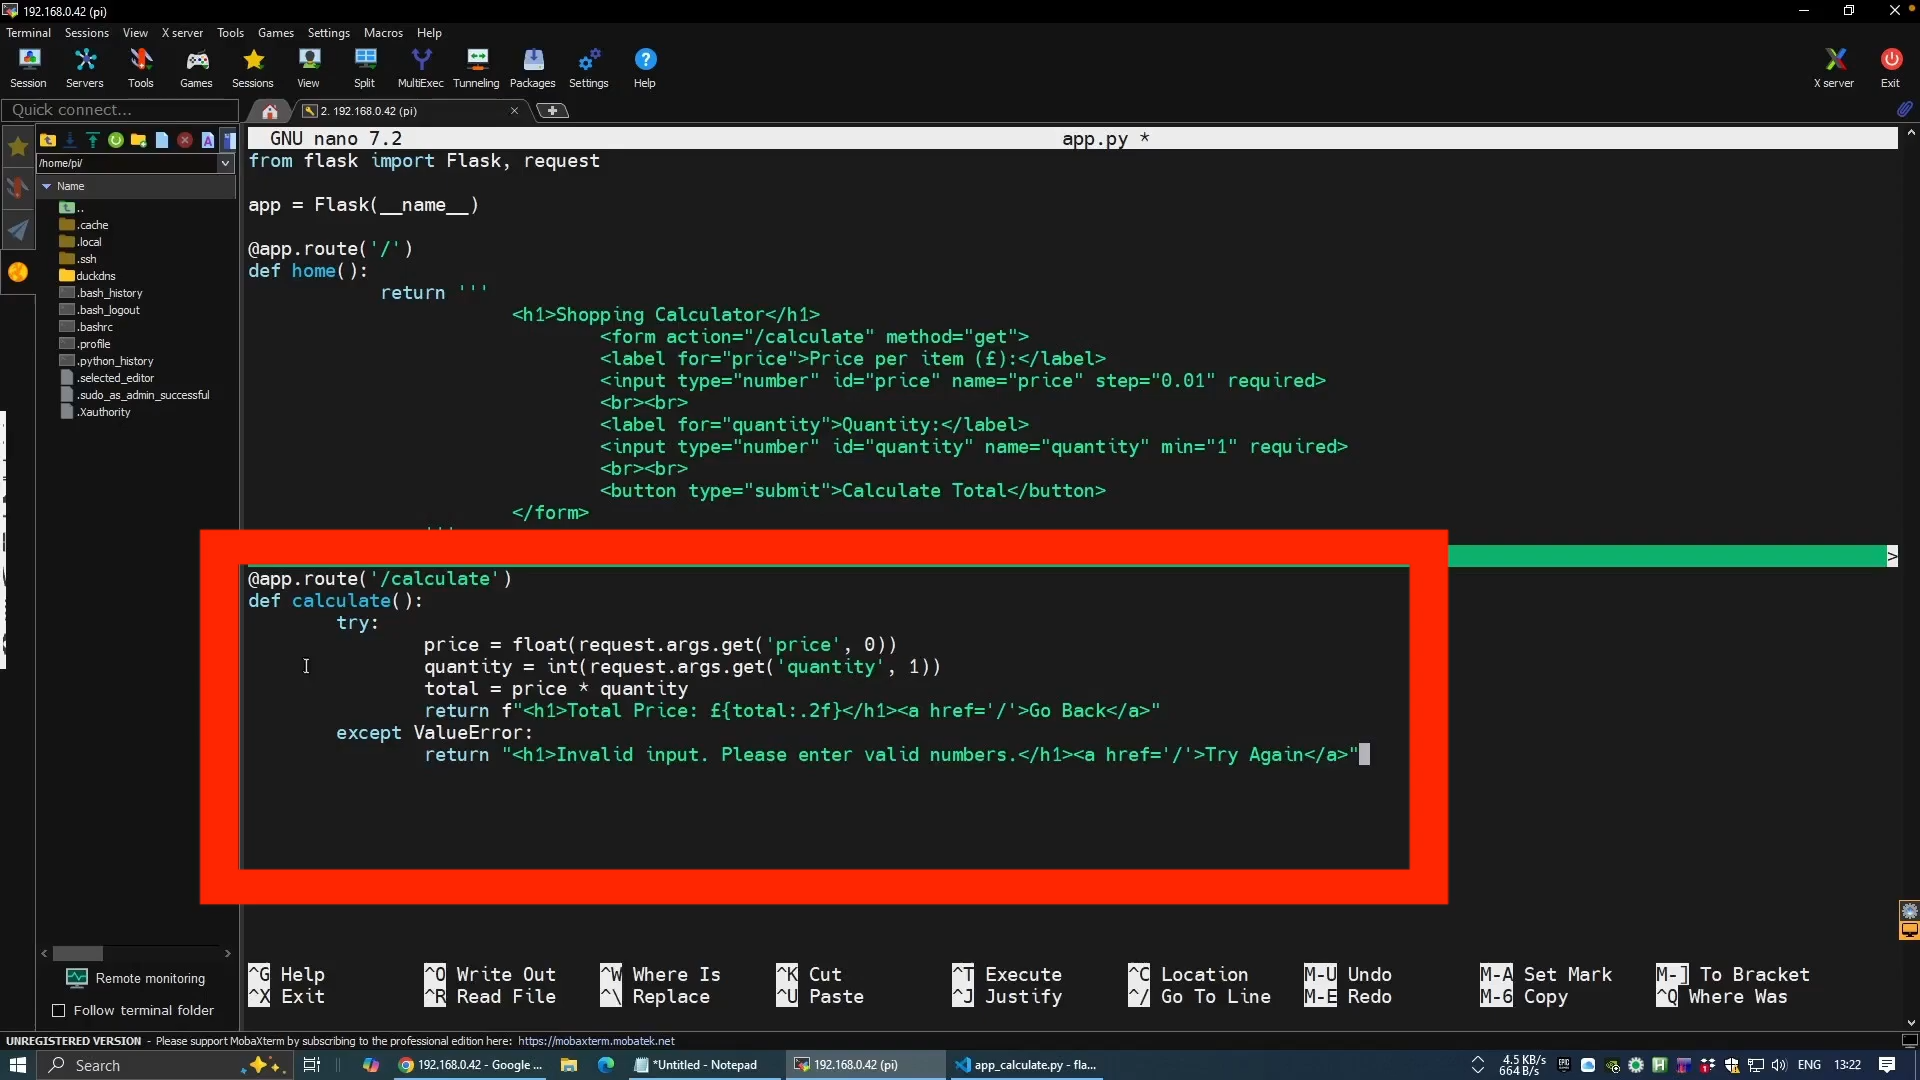 192.168.0.42 (pi)
Terminal Sessions View X server Tools Games Settings Macros Help
Session Servers Tools Games Sessions View Split MultiExec Tunneling Packages Settings Help X server Exit
Quick connect... 2. 192.168.0.42 (pi)
/home/pi/
Name
..
.cache
.local
.ssh
duckdns
.bash_history
.bash_logout
.bashrc
.profile
.python_history
.selected_editor
.sudo_as_admin_successful
.Xauthority
GNU nano 7.2 app.py *
from flask import Flask, request
app = Flask(__name__)
@app.route('/')
def home():
return '''
<h1>Shopping Calculator</h1>
<form action="/calculate" method="get">
<label for="price">Price per item (£):</label>
<input type="number" id="price" name="price" step="0.01" required>
<br><br>
<label for="quantity">Quantity:</label>
<input type="number" id="quantity" name="quantity" min="1" required>
<br><br>
<button type="submit">Calculate Total</button>
</form>
'''
>
@app.route('/calculate')
def calculate():
try:
price = float(request.args.get('price', 0))
quantity = int(request.args.get('quantity', 1))
total = price * quantity
return f"<h1>Total Price: £{total:.2f}</h1><a href='/'>Go Back</a>"
except ValueError:
return "<h1>Invalid input. Please enter valid numbers.</h1><a href='/'>Try Again</a>"
^G Help ^O Write Out ^W Where Is ^K Cut ^T Execute ^C Location M-U Undo M-A Set Mark M-] To Bracket
^X Exit ^R Read File ^\ Replace ^U Paste ^J Justify ^/ Go To Line M-E Redo M-6 Copy ^Q Where Was
Remote monitoring
Follow terminal folder
UNREGISTERED VERSION - Please support MobaXterm by subscribing to the professional edition here: https://mobaxterm.mobatek.net
Search 192.168.0.42 - Google ... *Untitled - Notepad 192.168.0.42 (pi) app_calculate.py - fla... 4.5 KB/s ENG 13:22
664 B/s